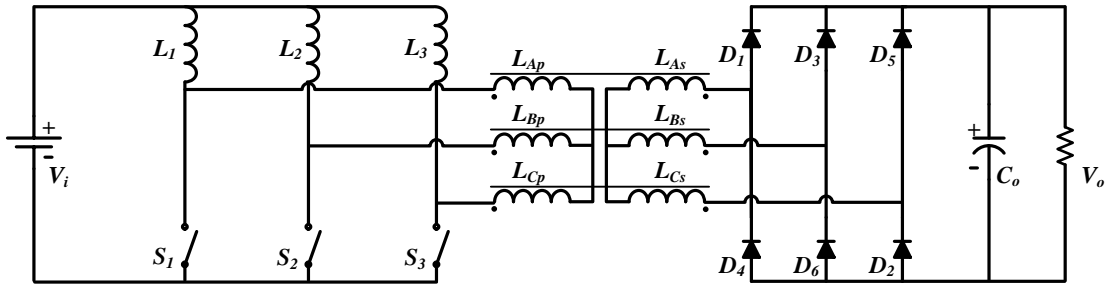 L1
L2
L3
LAp
LAs
D1
D3
D5
LBp
LBs
+
-
Vi
LCp
LCs
+
-
Co
Vo
S1
S2
S3
D4
D6
D2